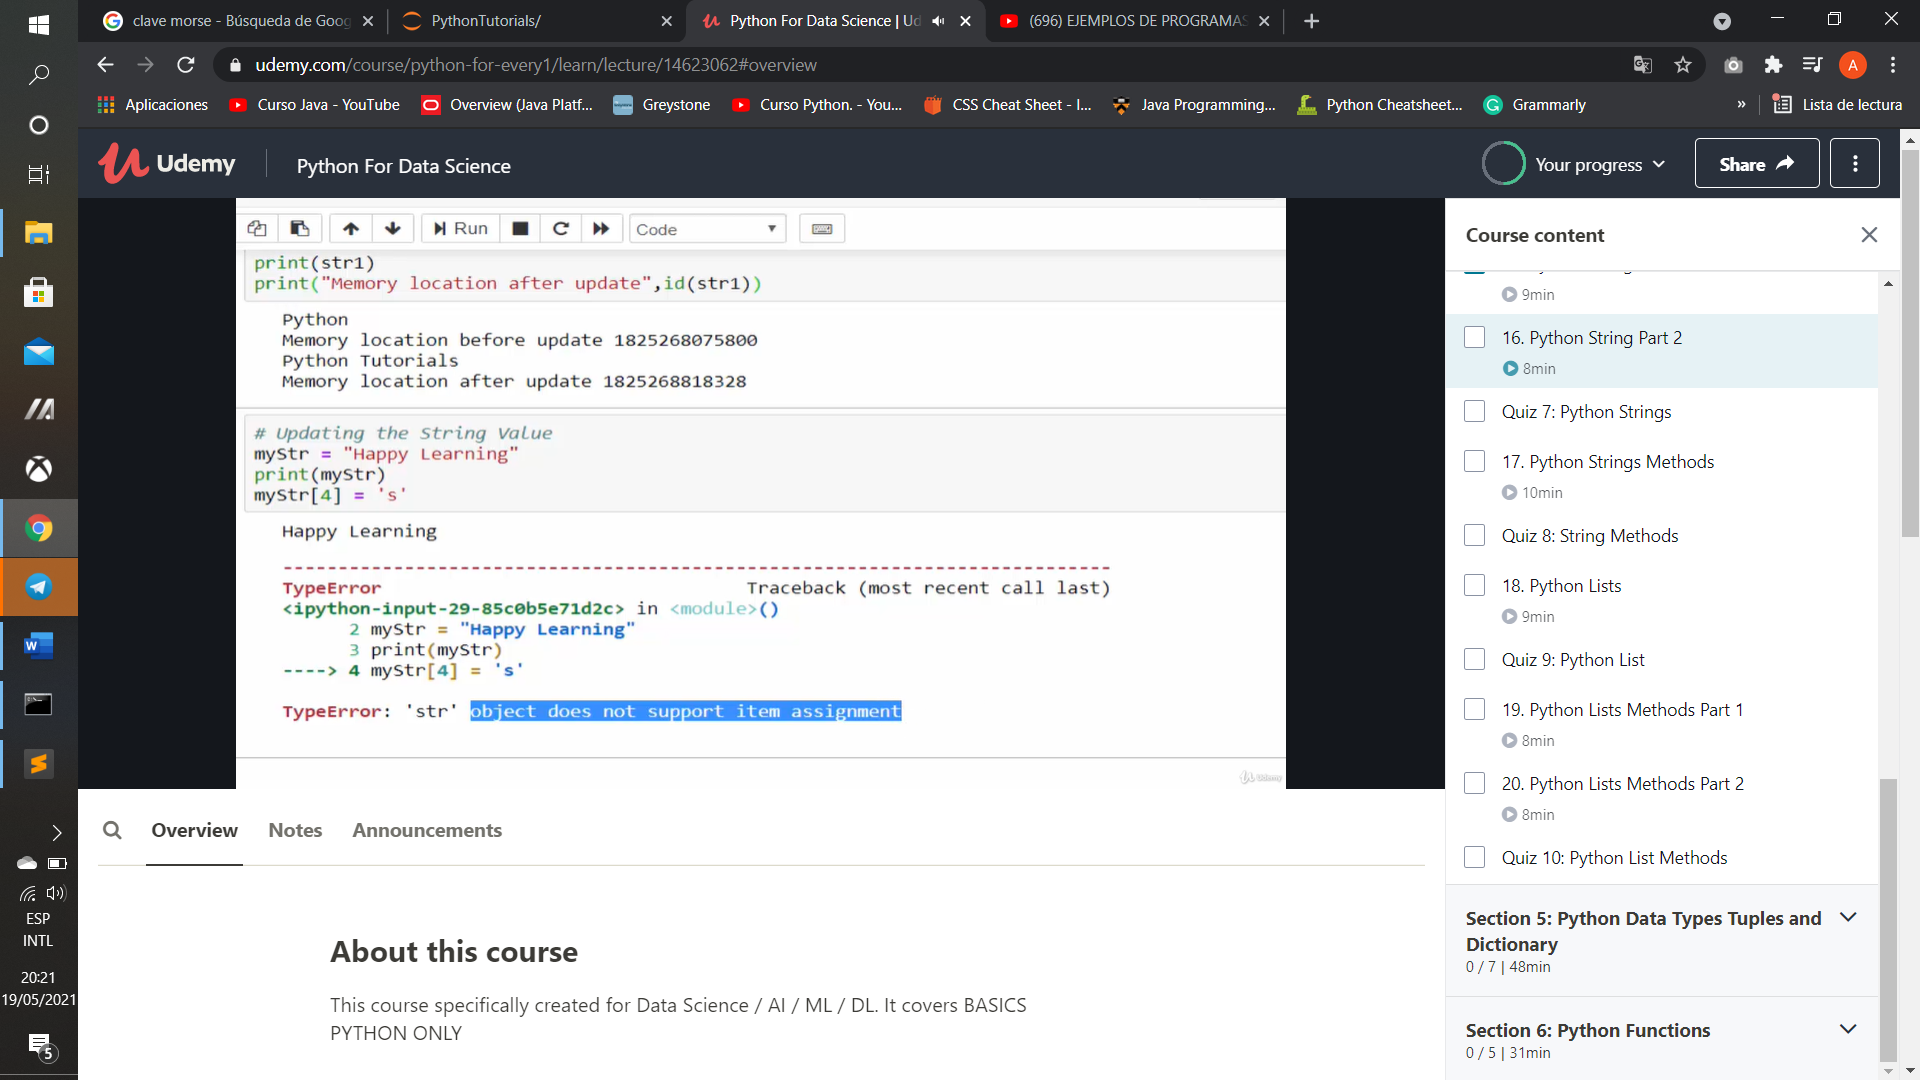 clave morse - Búsqueda de Goog
PythonTutorials/
Python For Data Science | Ud
(696) EJEMPLOS DE PROGRAMAS
udemy.com/course/python-for-every1/learn/lecture/14623062#overview
A
Aplicaciones
Curso Java - YouTube
Overview (Java Platf...
Greystone
Curso Python. - You...
CSS Cheat Sheet - I...
Java Programming...
Python Cheatsheet...
Grammarly
»
Lista de lectura
Udemy
Python For Data Science
Your progress
Share
Run
Code
print(str1)
print("Memory location after update",id(str1))
Python
Memory location before update 1825268075800
Python Tutorials
Memory location after update 1825268818328
# Updating the String Value
myStr = "Happy Learning"
print(myStr)
myStr[4] = 's'
Happy Learning
---------------------------------------------------------------------------
TypeError Traceback (most recent call last)
<ipython-input-29-85c0b5e71d2c> in <module>()
2 myStr = "Happy Learning"
3 print(myStr)
----> 4 myStr[4] = 's'
TypeError: 'str' object does not support item assignment
Udemy
Overview
Notes
Announcements
About this course
This course specifically created for Data Science / AI / ML / DL. It covers BASICS
PYTHON ONLY
Course content
9min
16. Python String Part 2
8min
Quiz 7: Python Strings
17. Python Strings Methods
10min
Quiz 8: String Methods
18. Python Lists
9min
Quiz 9: Python List
19. Python Lists Methods Part 1
8min
20. Python Lists Methods Part 2
8min
Quiz 10: Python List Methods
Section 5: Python Data Types Tuples and
Dictionary
0 / 7 | 48min
Section 6: Python Functions
0 / 5 | 31min
ESP
INTL
20:21
19/05/2021
5